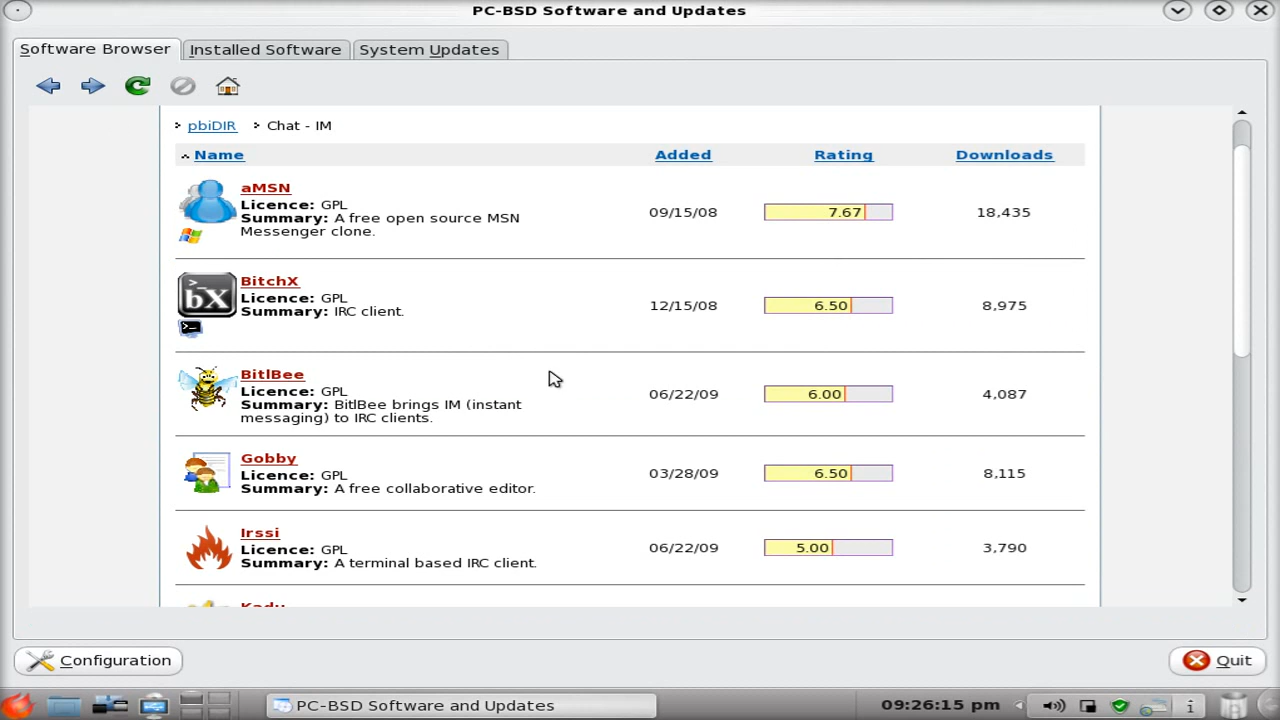 PC-BSD Software and Updates
Software Browser Installed Software System Updates
pbiDIR Chat - IM
Name Added Rating Downloads
aMSN
Licence: GPL
Summary: A free open source MSN
Messenger clone.
09/15/08 7.67 18,435
bX
BitchX
Licence: GPL
Summary: IRC client.
12/15/08 6.50 8,975
BitlBee
Licence: GPL
Summary: BitlBee brings IM (instant
messaging) to IRC clients.
06/22/09 6.00 4,087
Gobby
Licence: GPL
Summary: A free collaborative editor.
03/28/09 6.50 8,115
Irssi
Licence: GPL
Summary: A terminal based IRC client.
06/22/09 5.00 3,790
Configuration Quit
PC-BSD Software and Updates 09:26:15 pm